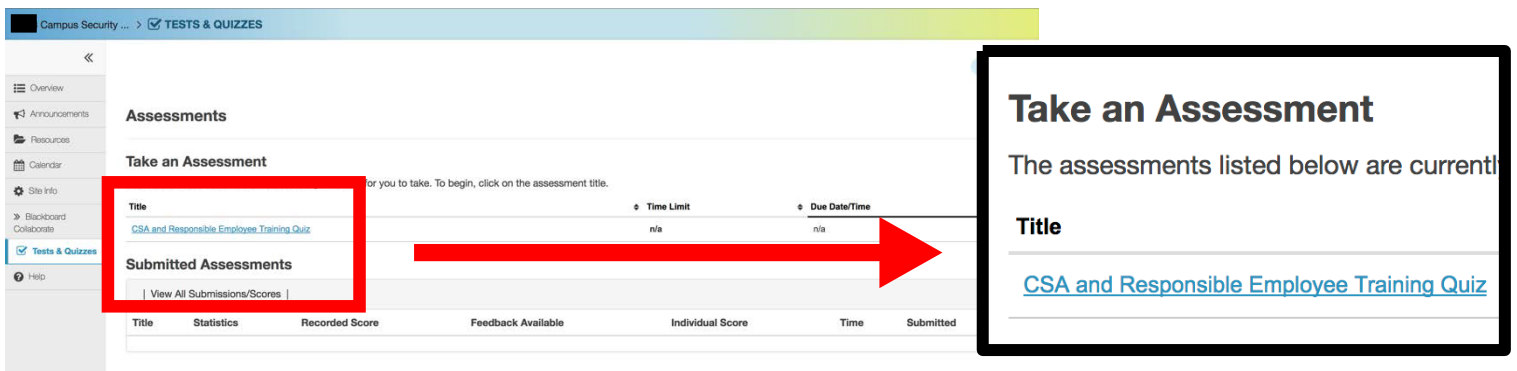 Campus Security ... > TESTS & QUIZZES
Overview
Announcements
Resources
Calendar
Site Info
Blackboard
Collaborate
Tests & Quizzes
Help
Assessments
Take an Assessment
for you to take. To begin, click on the assessment title.
Title Time Limit Due Date/Time
CSA and Responsible Employee Training Quiz n/a n/a
Submitted Assessments
| View All Submissions/Scores |
Title Statistics Recorded Score Feedback Available Individual Score Time Submitted
Take an Assessment
The assessments listed below are currently
Title
CSA and Responsible Employee Training Quiz